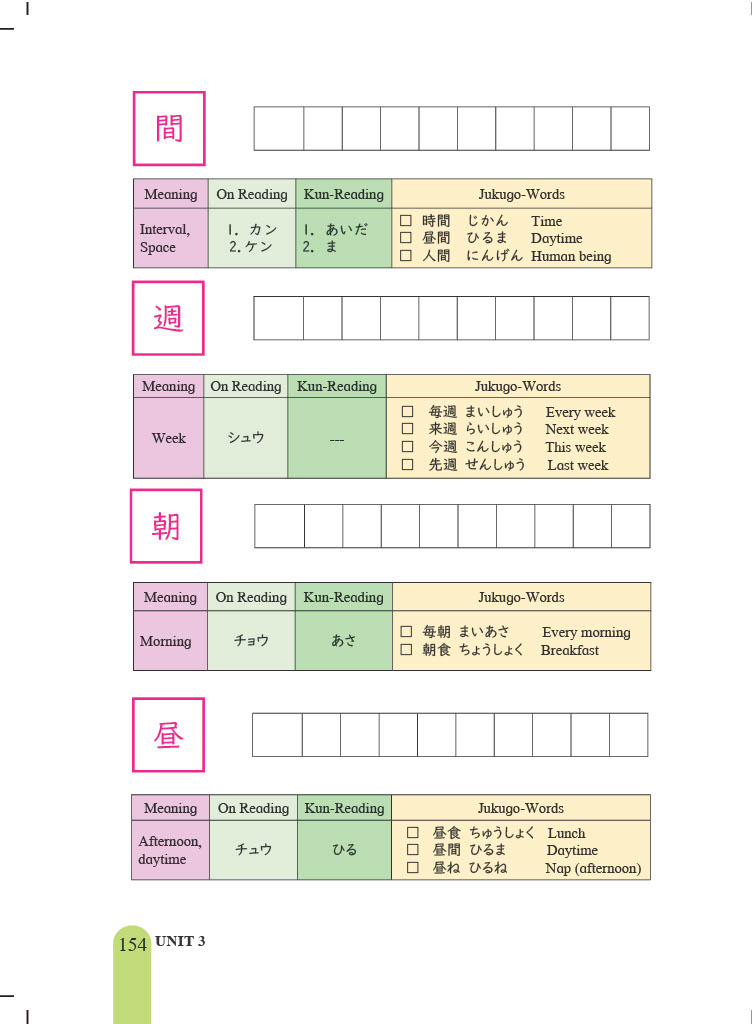 間
Meaning On Reading Kun-Reading Jukugo-Words
Interval, Space 1. カン 2. ケン 1. あいだ 2. ま
□ 時間 じかん Time
□ 昼間 ひるま Daytime
□ 人間 にんげん Human being
週
Meaning On Reading Kun-Reading Jukugo-Words
Week シュウ ---
□ 毎週 まいしゅう Every week
□ 来週 らいしゅう Next week
□ 今週 こんしゅう This week
□ 先週 せんしゅう Last week
朝
Meaning On Reading Kun-Reading Jukugo-Words
Morning チョウ あさ
□ 毎朝 まいあさ Every morning
□ 朝食 ちょうしょく Breakfast
昼
Meaning On Reading Kun-Reading Jukugo-Words
Afternoon, daytime チュウ ひる
□ 昼食 ちゅうしょく Lunch
□ 昼間 ひるま Daytime
□ 昼ね ひるね Nap (afternoon)
154 UNIT 3